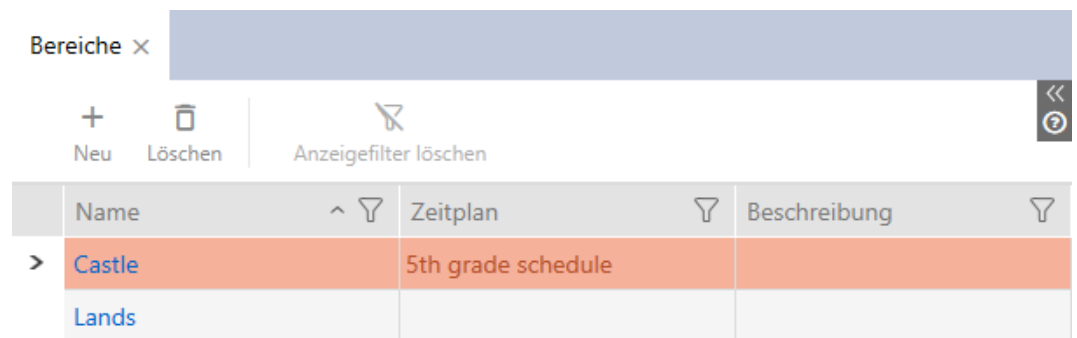 Bereiche
Neu Löschen Anzeigefilter löschen
Name Zeitplan Beschreibung
Castle 5th grade schedule
Lands